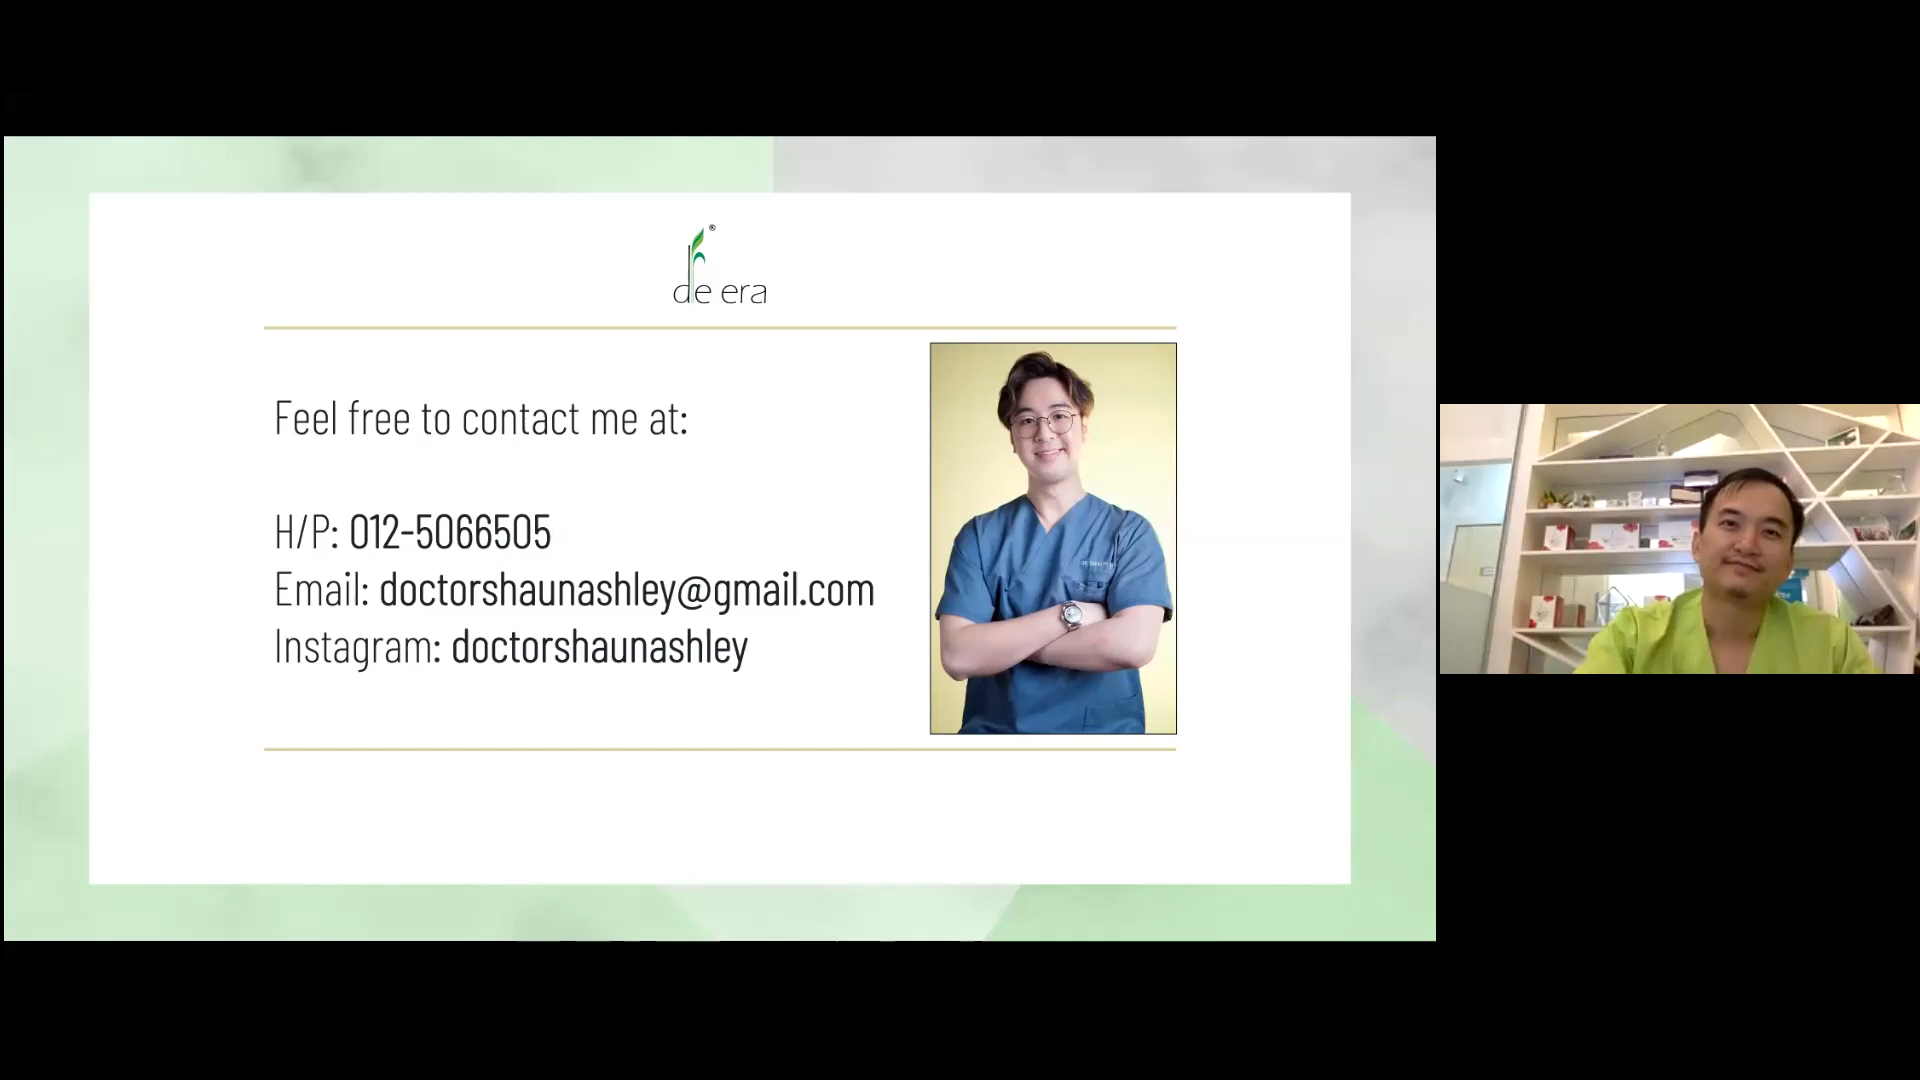 de era®
Feel free to contact me at:
H/P: 012-5066505
Email: doctorshaunashley@gmail.com
Instagram: doctorshaunashley